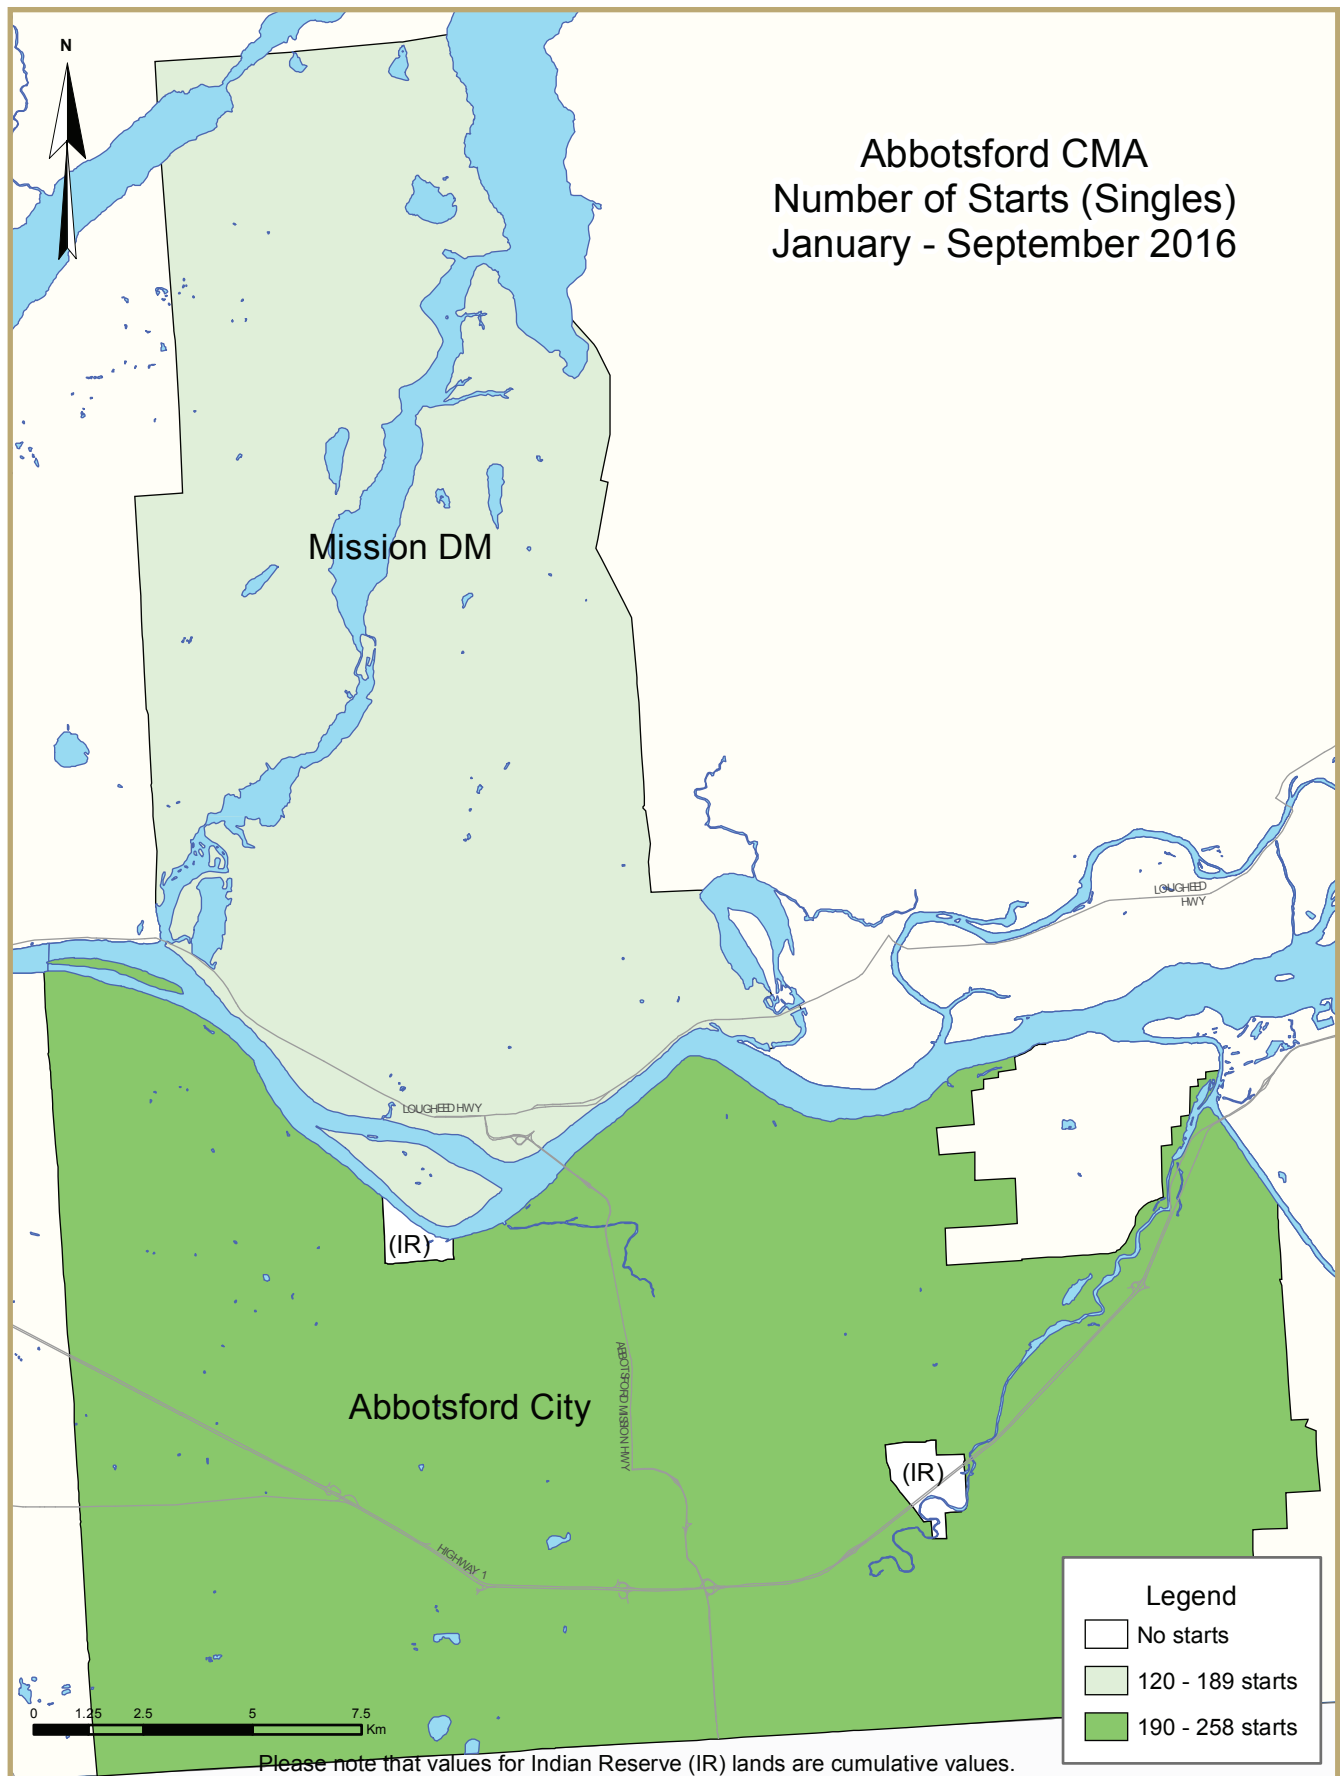 N
Abbotsford CMA
Number of Starts (Singles)
January - September 2016
Mission DM
LOUGHEED
HWY
LOUGHEED HWY
(IR)
ABBOTSFORD MISSION HWY
Abbotsford City
(IR)
HIGHWAY 1
Legend
No starts
120 - 189 starts
190 - 258 starts
0 1.25 2.5 5 7.5
Km
Please note that values for Indian Reserve (IR) lands are cumulative values.